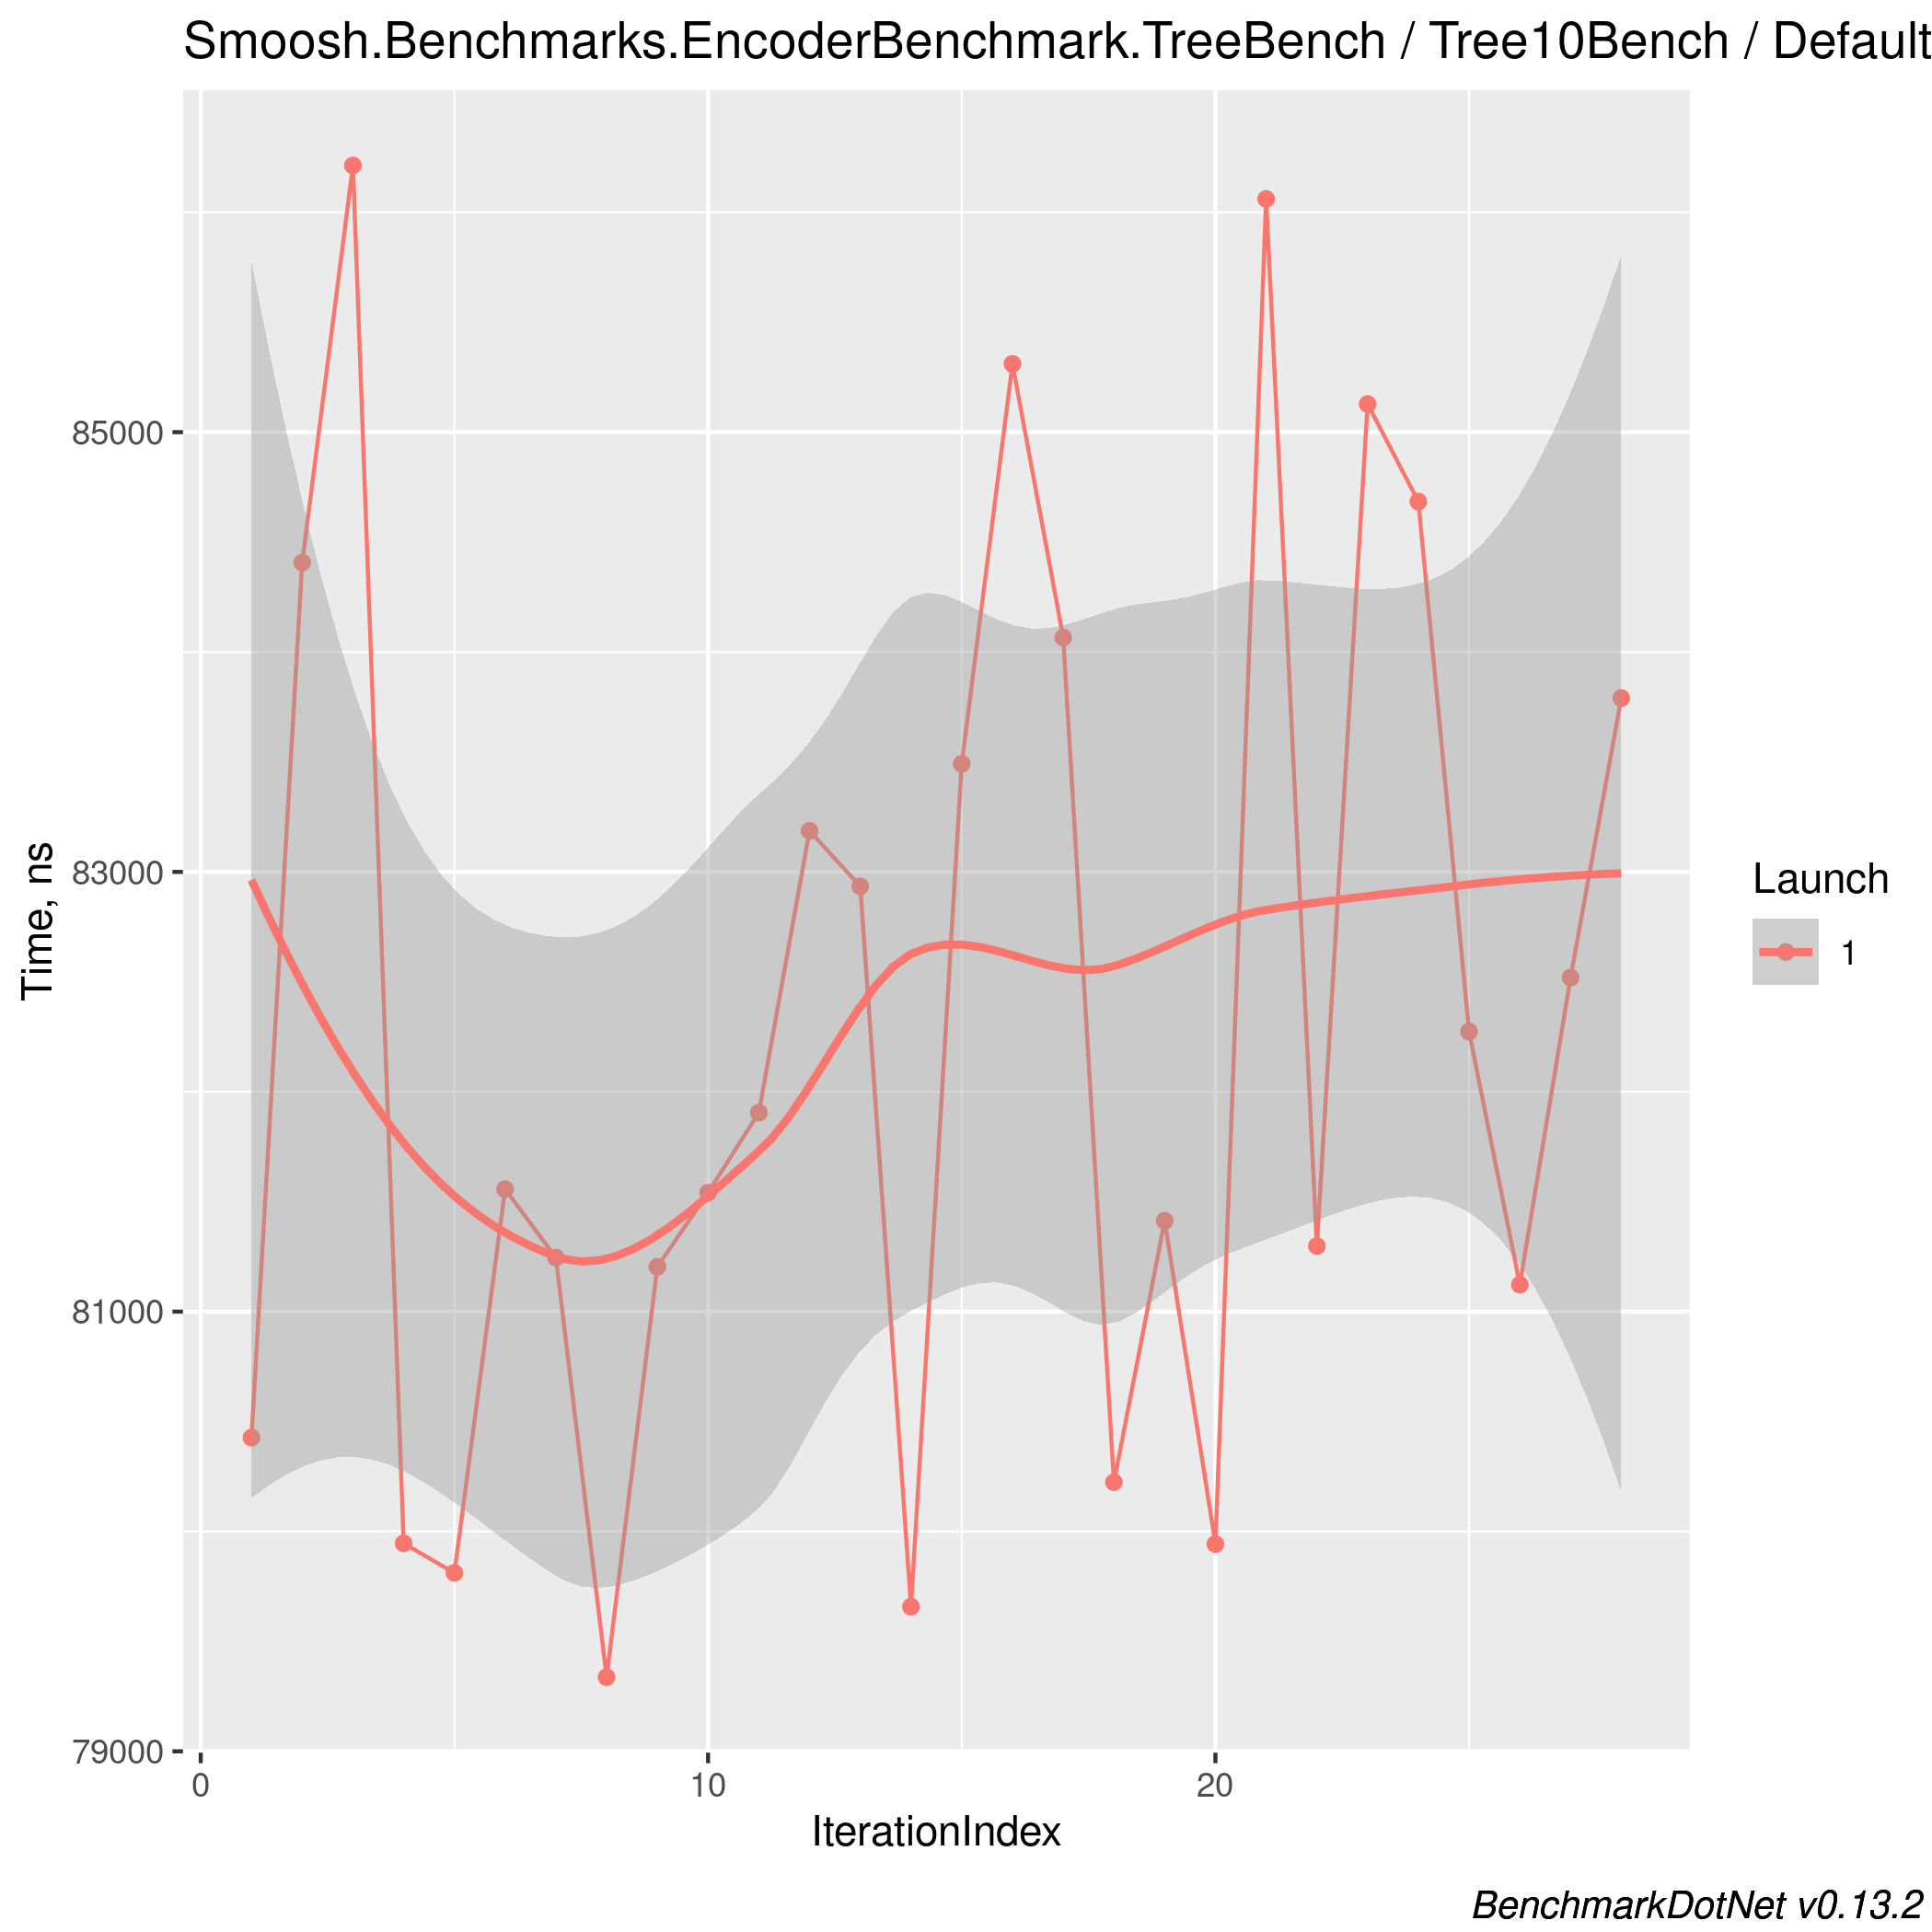 Smoosh.Benchmarks.EncoderBenchmark.TreeBench / Tree10Bench / Default
Time, ns
85000
83000
81000
79000
0
10
20
IterationIndex
Launch
1
BenchmarkDotNet v0.13.2